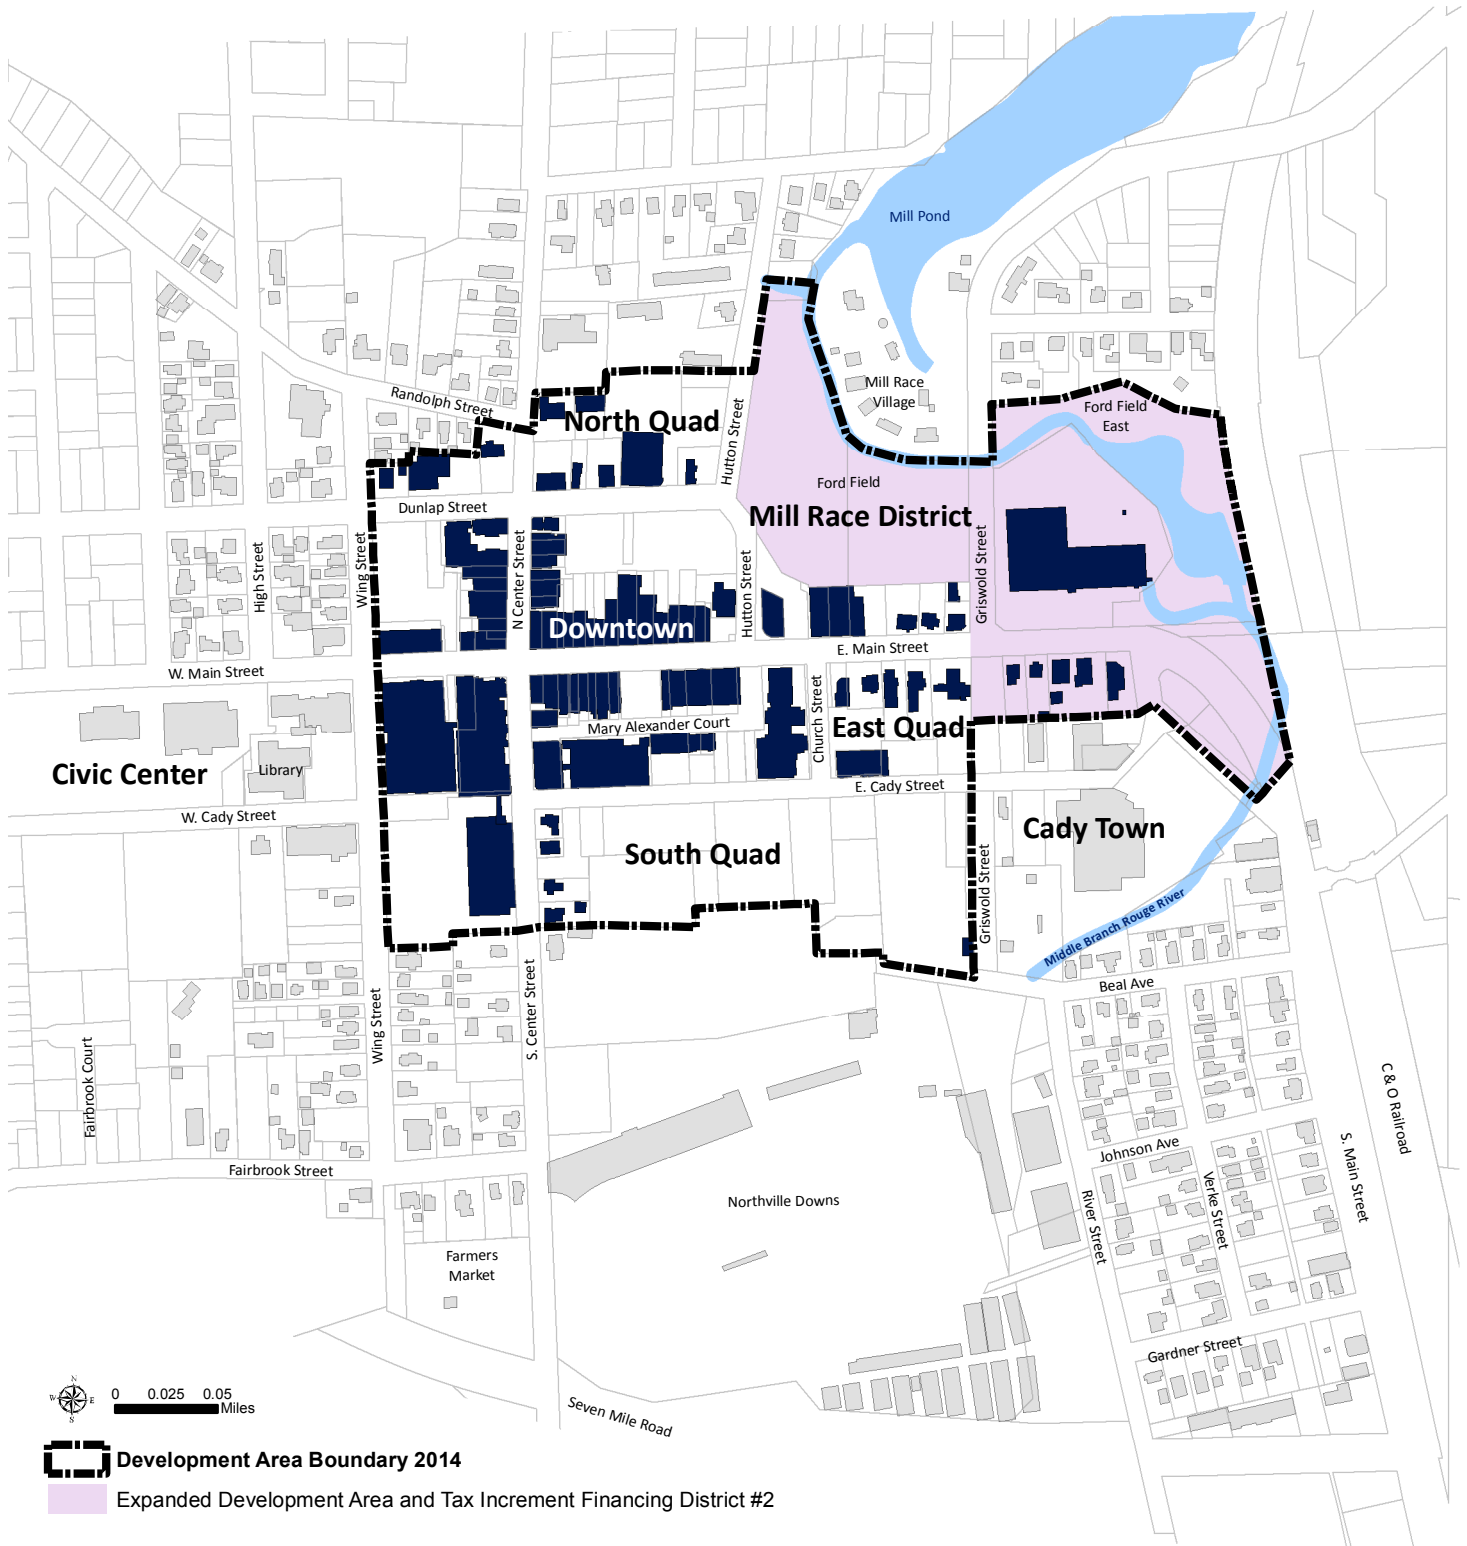 Mill Pond
Mill Race
Village
Randolph Street
North Quad
Hutton Street
Ford Field
East
Ford Field
Dunlap Street
Mill Race District
High Street
Wing Street
N Center Street
Hutton Street
Griswold Street
Downtown
E. Main Street
W. Main Street
Mary Alexander Court
Church Street
East Quad
Civic Center
Library
E. Cady Street
W. Cady Street
Cady Town
South Quad
Griswold Street
Middle Branch Rouge River
Beal Ave
Wing Street
S. Center Street
Fairbrook Court
C & O Railroad
Johnson Ave
S. Main Street
Fairbrook Street
Verke Street
River Street
Northville Downs
Farmers
Market
Gardner Street
Seven Mile Road
N
W
E
S
0 0.025 0.05
Miles
Development Area Boundary 2014
Expanded Development Area and Tax Increment Financing District #2